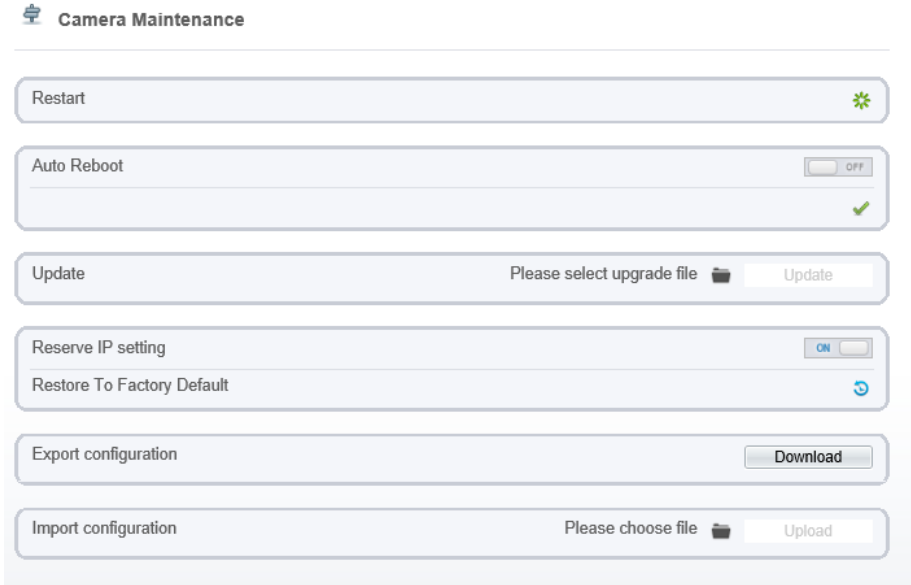 Camera Maintenance
Restart
Auto Reboot OFF
Update Please select upgrade file Update
Reserve IP setting ON
Restore To Factory Default
Export configuration Download
Import configuration Please choose file Upload